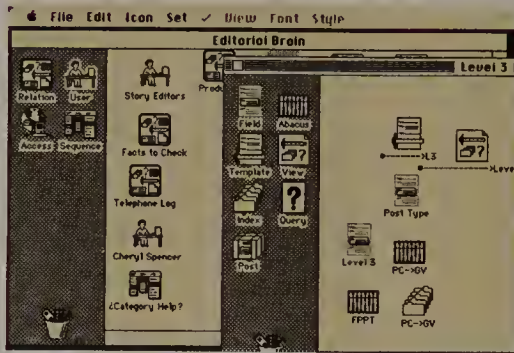 File Edit Icon Set ✓ View Font Style
Editorial Brain
Level 3
Relation User
Access Sequence
Story Editors
Facts to Check
Telephone Log
Cheryl Spencer
¿Category Help?
Field Abacus
Template View
Index Query
Post
-->L3
Post Type
Level 3
PC->GV
FPPT
PC->GV